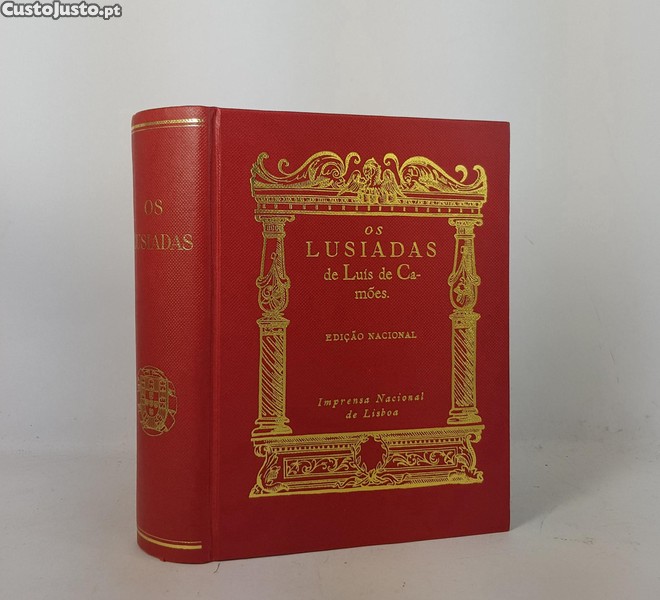 CustoJusto.pt
OS
LUSIADAS
OS
LUSIADAS
de Luís de Ca-
mões.
EDIÇÃO NACIONAL
Imprensa Nacional
de Lisboa